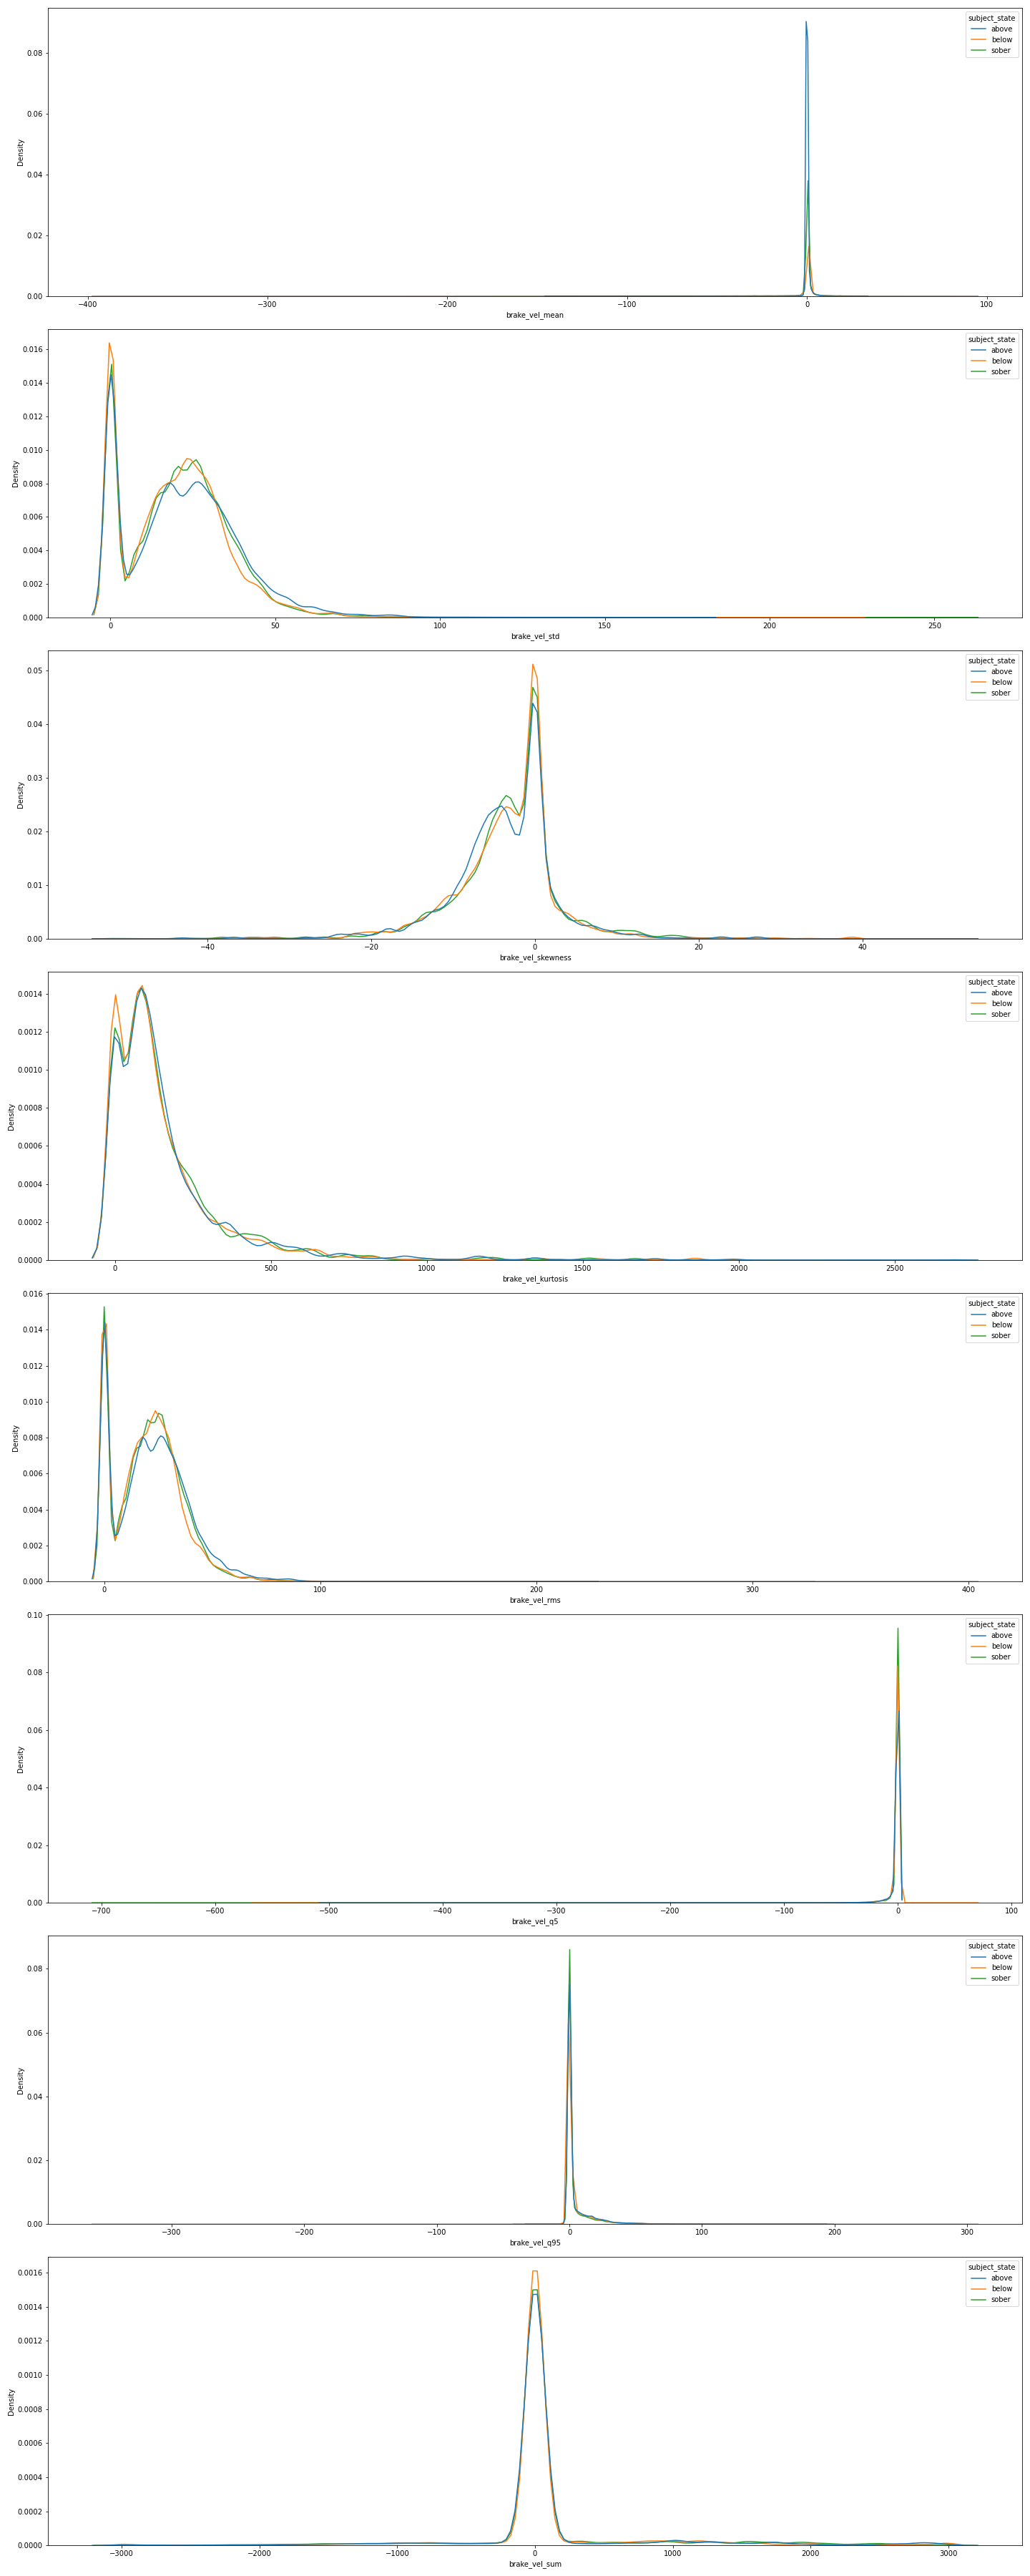 subject_state
above
below
sober
0.08
0.06
0.04
0.02
0.00
Density
−400
−300
−200
−100
0
100
brake_vel_mean
subject_state
above
below
sober
0.016
0.014
0.012
0.010
0.008
0.006
0.004
0.002
0.000
Density
0
50
100
150
200
250
brake_vel_std
subject_state
above
below
sober
0.05
0.04
0.03
0.02
0.01
0.00
Density
−40
−20
0
20
40
brake_vel_skewness
subject_state
above
below
sober
0.0014
0.0012
0.0010
0.0008
0.0006
0.0004
0.0002
0.0000
Density
0
500
1000
1500
2000
2500
brake_vel_kurtosis
subject_state
above
below
sober
0.016
0.014
0.012
0.010
0.008
0.006
0.004
0.002
0.000
Density
0
100
200
300
400
brake_vel_rms
subject_state
above
below
sober
0.10
0.08
0.06
0.04
0.02
0.00
Density
−700
−600
−500
−400
−300
−200
−100
0
100
brake_vel_q5
subject_state
above
below
sober
0.08
0.06
0.04
0.02
0.00
Density
−300
−200
−100
0
100
200
300
brake_vel_q95
subject_state
above
below
sober
0.0016
0.0014
0.0012
0.0010
0.0008
0.0006
0.0004
0.0002
0.0000
Density
−3000
−2000
−1000
0
1000
2000
3000
brake_vel_sum